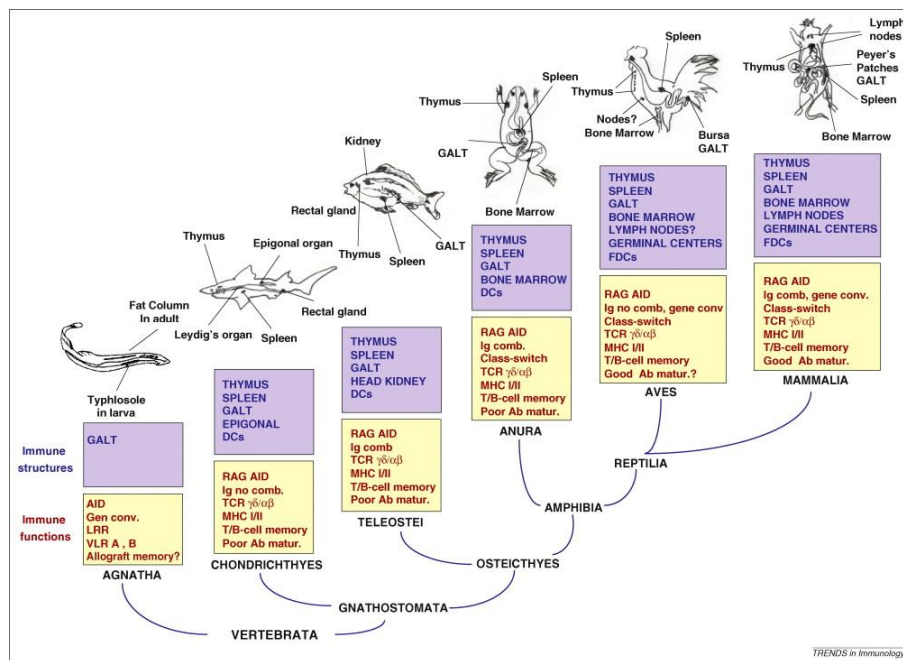 Lymph
nodes
Peyer's
Patches
GALT
Thymus
Spleen
Bone Marrow
Spleen
Thymus
Nodes?
Bone Marrow
Bursa
GALT
Spleen
Thymus
GALT
Bone Marrow
Kidney
Rectal gland
Thymus
Spleen
GALT
Thymus
Epigonal organ
Rectal gland
Leydig's organ
Spleen
Fat Column
In adult
Typhlosole
in larva
Immune
structures
Immune
functions
GALT
AID
Gen conv.
LRR
VLR A , B
Allograft memory?
AGNATHA
THYMUS
SPLEEN
GALT
EPIGONAL
DCs
RAG AID
Ig no comb.
TCR γδ/αβ
MHC I/II
T/B-cell memory
Poor Ab matur.
CHONDRICHTHYES
THYMUS
SPLEEN
GALT
HEAD KIDNEY
DCs
RAG AID
Ig comb
TCR γδ/αβ
MHC I/II
T/B-cell memory
Poor Ab matur.
TELEOSTEI
THYMUS
SPLEEN
GALT
BONE MARROW
DCs
RAG AID
Ig comb.
Class-switch
TCR γδ/αβ
MHC I/II
T/B-cell memory
Poor Ab matur.
ANURA
THYMUS
SPLEEN
GALT
BONE MARROW
LYMPH NODES?
GERMINAL CENTERS
FDCs
RAG AID
Ig no comb, gene conv
Class-switch
TCR γδ/αβ
MHC I/II
T/B-cell memory
Good Ab matur.?
AVES
THYMUS
SPLEEN
GALT
BONE MARROW
LYMPH NODES
GERMINAL CENTERS
FDCs
RAG AID
Ig comb, gene conv.
Class-switch
TCR γδ/αβ
MHC I/II
T/B-cell memory
Good Ab matur.
MAMMALIA
REPTILIA
AMPHIBIA
OSTEICTHYES
GNATHOSTOMATA
VERTEBRATA
TRENDS in Immunology